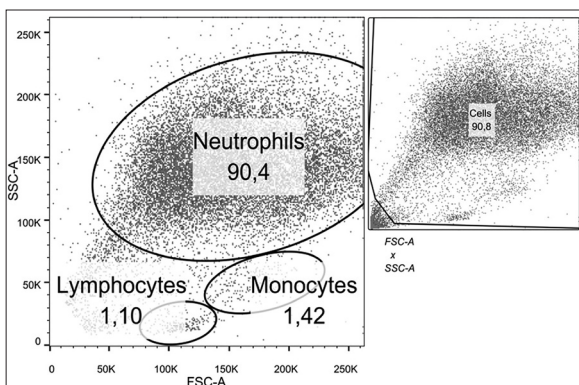 250K
200K
150K
100K
50K
0
SSC-A
Neutrophils
90,4
Lymphocytes
1,10
Monocytes
1,42
0
50K
100K
150K
200K
250K
FSC-A
Cells
90,8
FSC-A
x
SSC-A